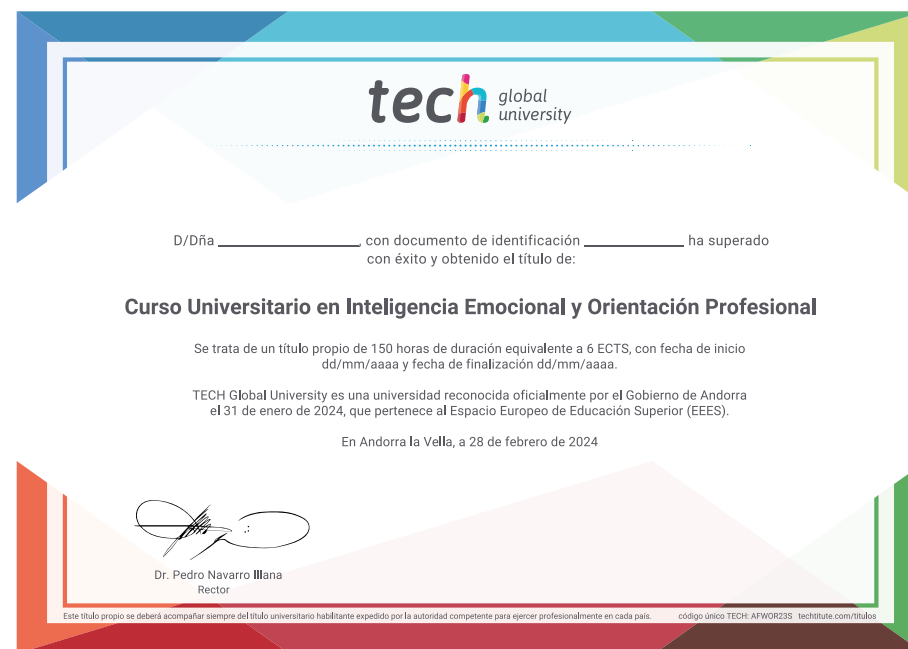 tech global university
D/Dña ____________________, con documento de identificación ______________ ha superado
con éxito y obtenido el título de:
Curso Universitario en Inteligencia Emocional y Orientación Profesional
Se trata de un título propio de 150 horas de duración equivalente a 6 ECTS, con fecha de inicio
dd/mm/aaaa y fecha de finalización dd/mm/aaaa.
TECH Global University es una universidad reconocida oficialmente por el Gobierno de Andorra
el 31 de enero de 2024, que pertenece al Espacio Europeo de Educación Superior (EEES).
En Andorra la Vella, a 28 de febrero de 2024
Dr. Pedro Navarro Illana
Rector
Este título propio se deberá acompañar siempre del título universitario habilitante expedido por la autoridad competente para ejercer profesionalmente en cada país. código único TECH: AFWOR23S techtitute.com/titulos